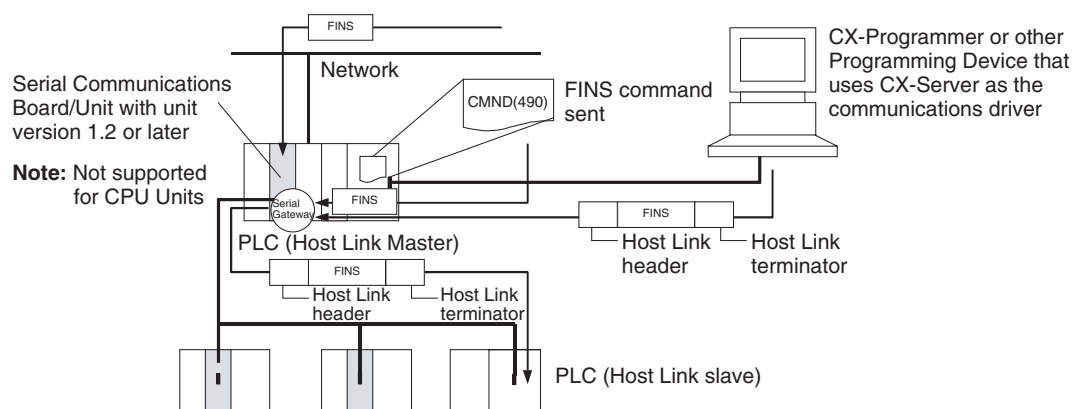 FINS
Network
Serial Communications
Board/Unit with unit
version 1.2 or later
Note: Not supported
for CPU Units
CMND(490)
FINS command
sent
CX-Programmer or other
Programming Device that
uses CX-Server as the
communications driver
Serial
Gateway
FINS
FINS
Host Link
header
Host Link
terminator
PLC (Host Link Master)
FINS
Host Link
header
Host Link
terminator
PLC (Host Link slave)